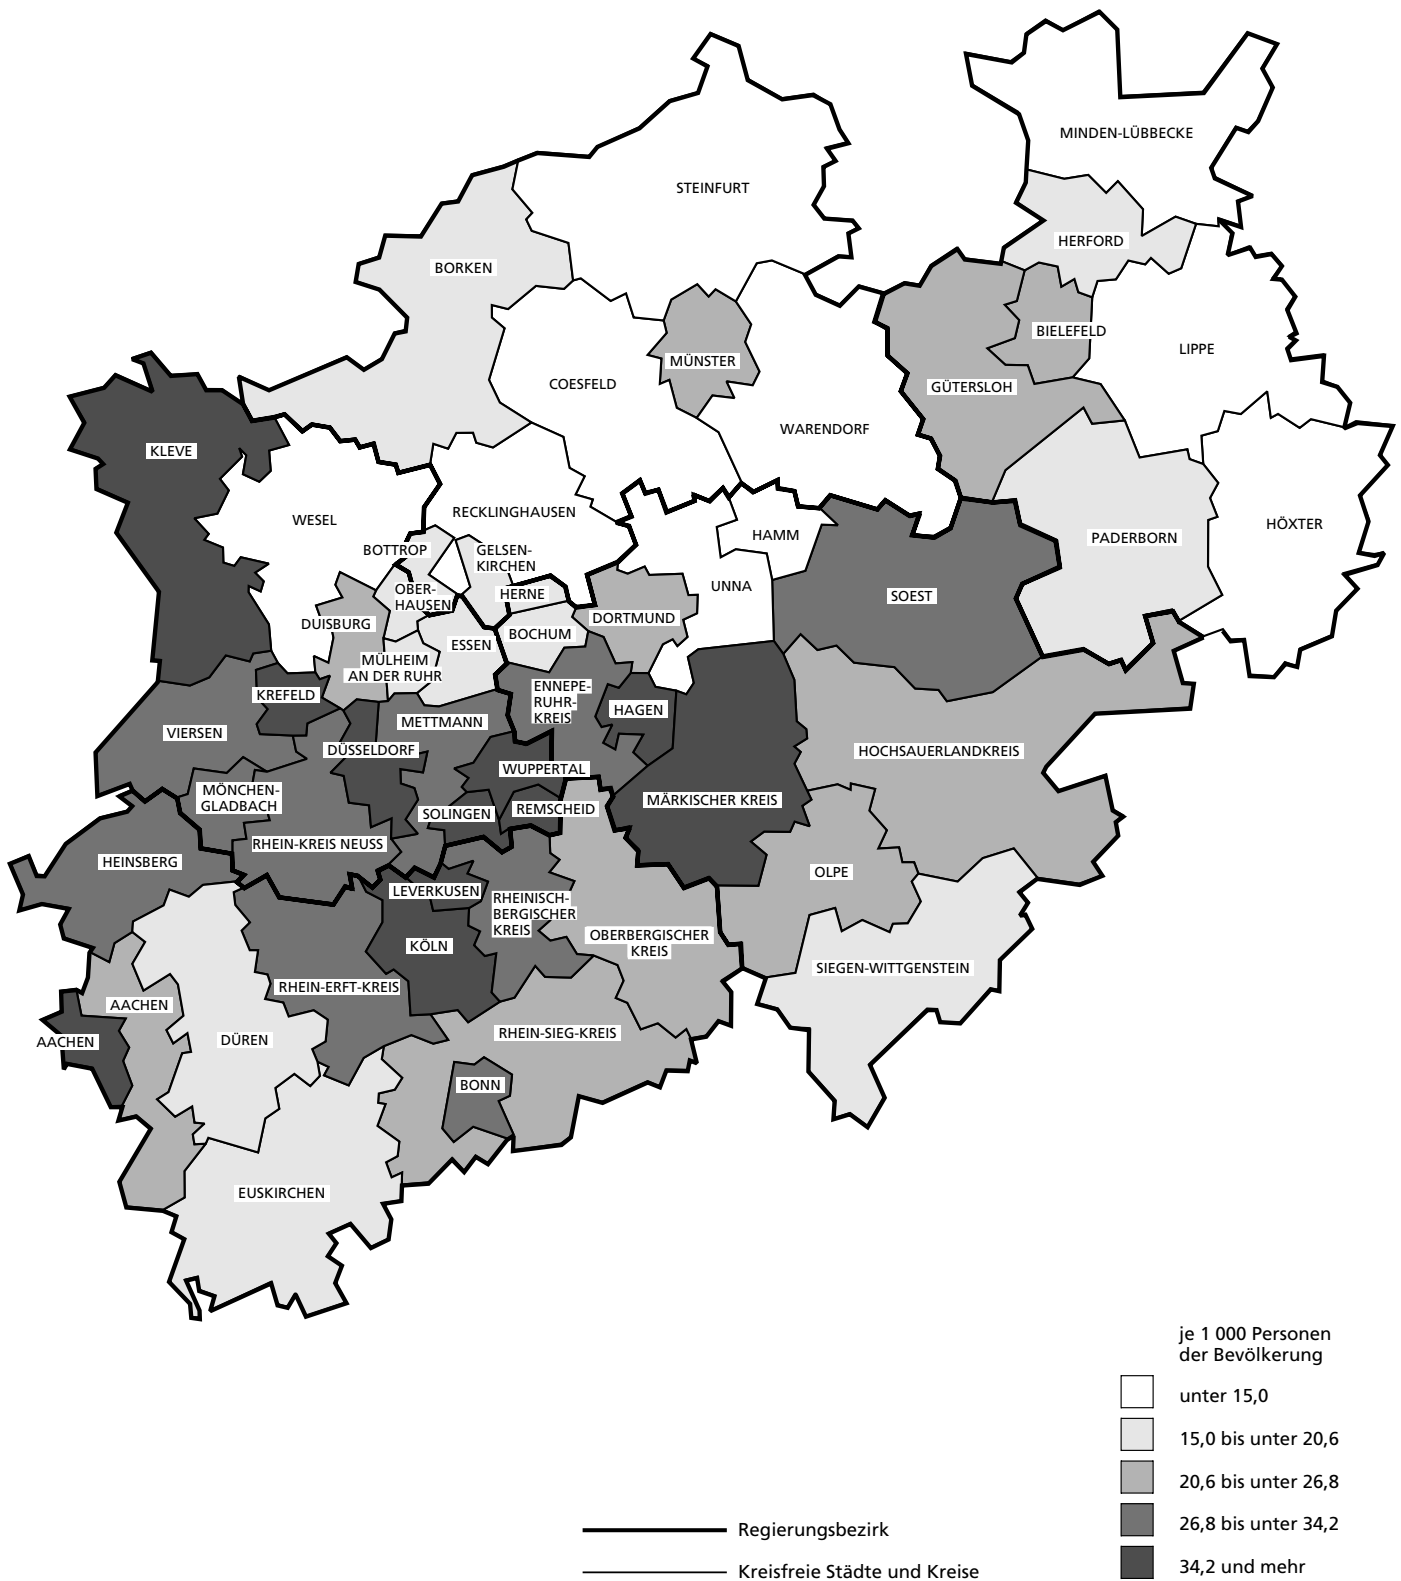 MINDEN-LÜBBECKE
STEINFURT
HERFORD
BORKEN
BIELEFELD
LIPPE
MÜNSTER
COESFELD
GÜTERSLOH
WARENDORF
KLEVE
RECKLINGHAUSEN
WESEL
HÖXTER
HAMM
PADERBORN
BOTTROP
GELSEN-
KIRCHEN
UNNA
OBER-
HAUSEN
HERNE
SOEST
DORTMUND
DUISBURG
BOCHUM
ESSEN
MÜLHEIM
AN DER RUHR
ENNEPE-
RUHR-
KREIS
KREFELD
HAGEN
METTMANN
VIERSEN
DÜSSELDORF
HOCHSAUERLANDKREIS
WUPPERTAL
MÖNCHEN-
GLADBACH
MÄRKISCHER KREIS
REMSCHEID
SOLINGEN
RHEIN-KREIS NEUSS
HEINSBERG
OLPE
LEVERKUSEN
RHEINISCH-
BERGISCHER
KREIS
OBERBERGISCHER
KREIS
KÖLN
SIEGEN-WITTGENSTEIN
RHEIN-ERFT-KREIS
AACHEN
RHEIN-SIEG-KREIS
AACHEN
DÜREN
BONN
EUSKIRCHEN
je 1 000 Personen
der Bevölkerung
unter 15,0
15,0 bis unter 20,6
20,6 bis unter 26,8
26,8 bis unter 34,2
34,2 und mehr
Regierungsbezirk
Kreisfreie Städte und Kreise